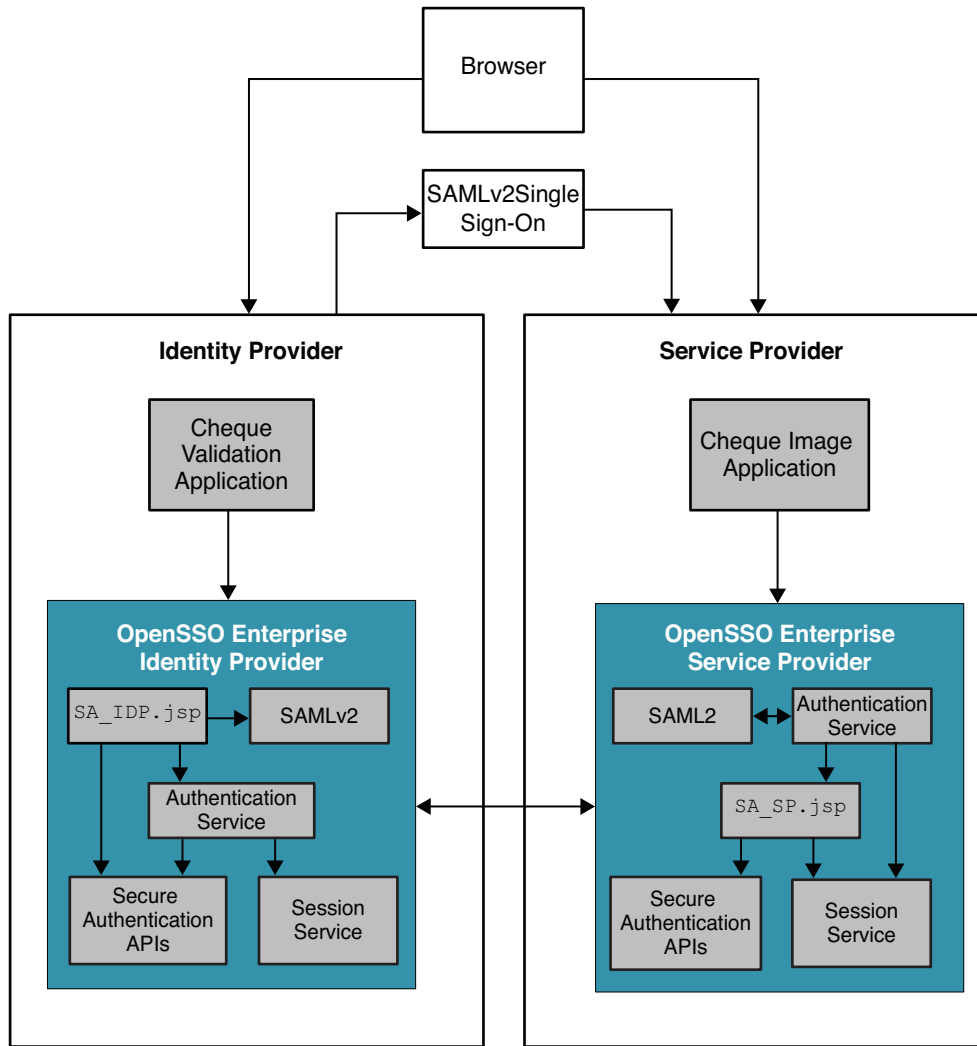 Browser
SAMLv2Single
Sign-On
Identity Provider
Service Provider
Cheque
Validation
Application
Cheque Image
Application
OpenSSO Enterprise
Identity Provider
SA_IDP.jsp
SAMLv2
Authentication
Service
Secure
Authentication
APIs
Session
Service
OpenSSO Enterprise
Service Provider
SAML2
Authentication
Service
SA_SP.jsp
Secure
Authentication
APIs
Session
Service